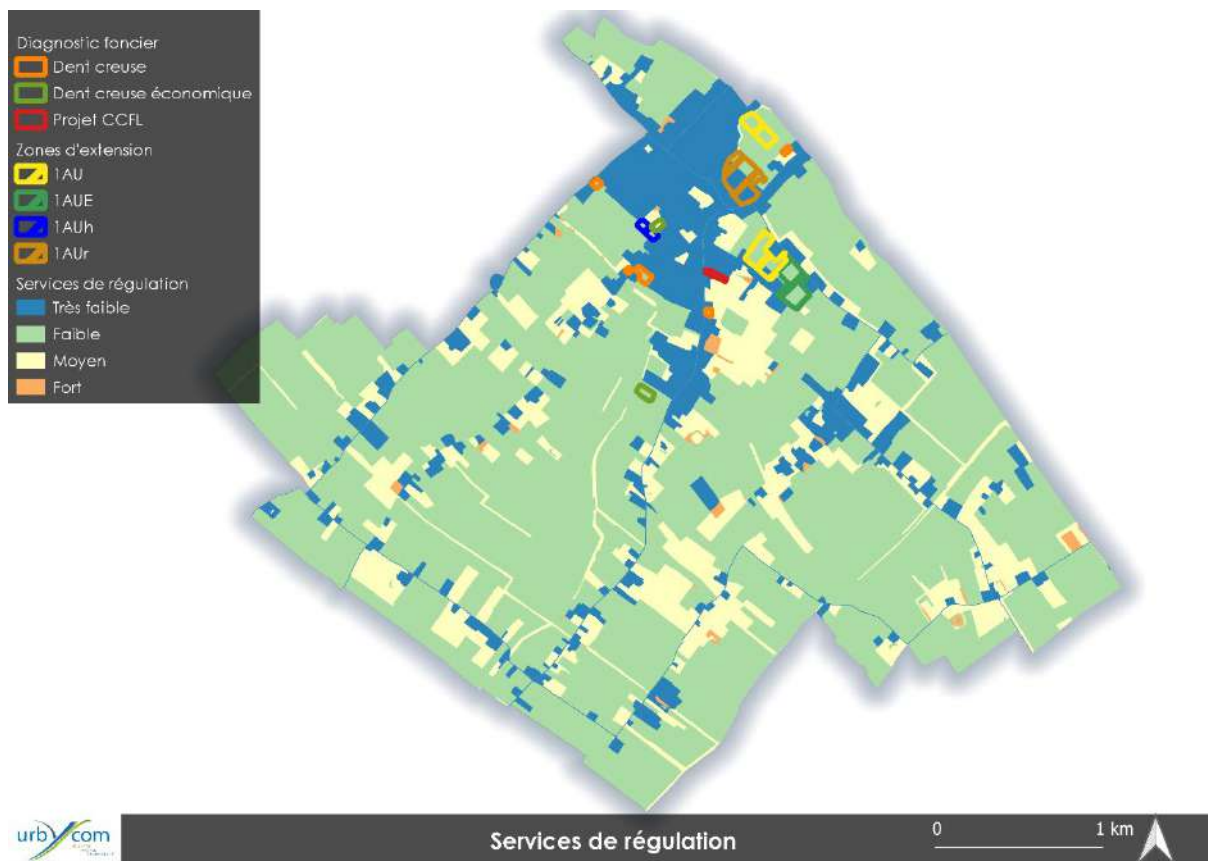 Diagnostic foncier
Dent creuse
Dent creuse économique
Projet CCFL
Zones d'extension
1AU
1AUE
1AUh
1AUr
Services de régulation
Très faible
Faible
Moyen
Fort
urbycom
Services de régulation
0 1 km